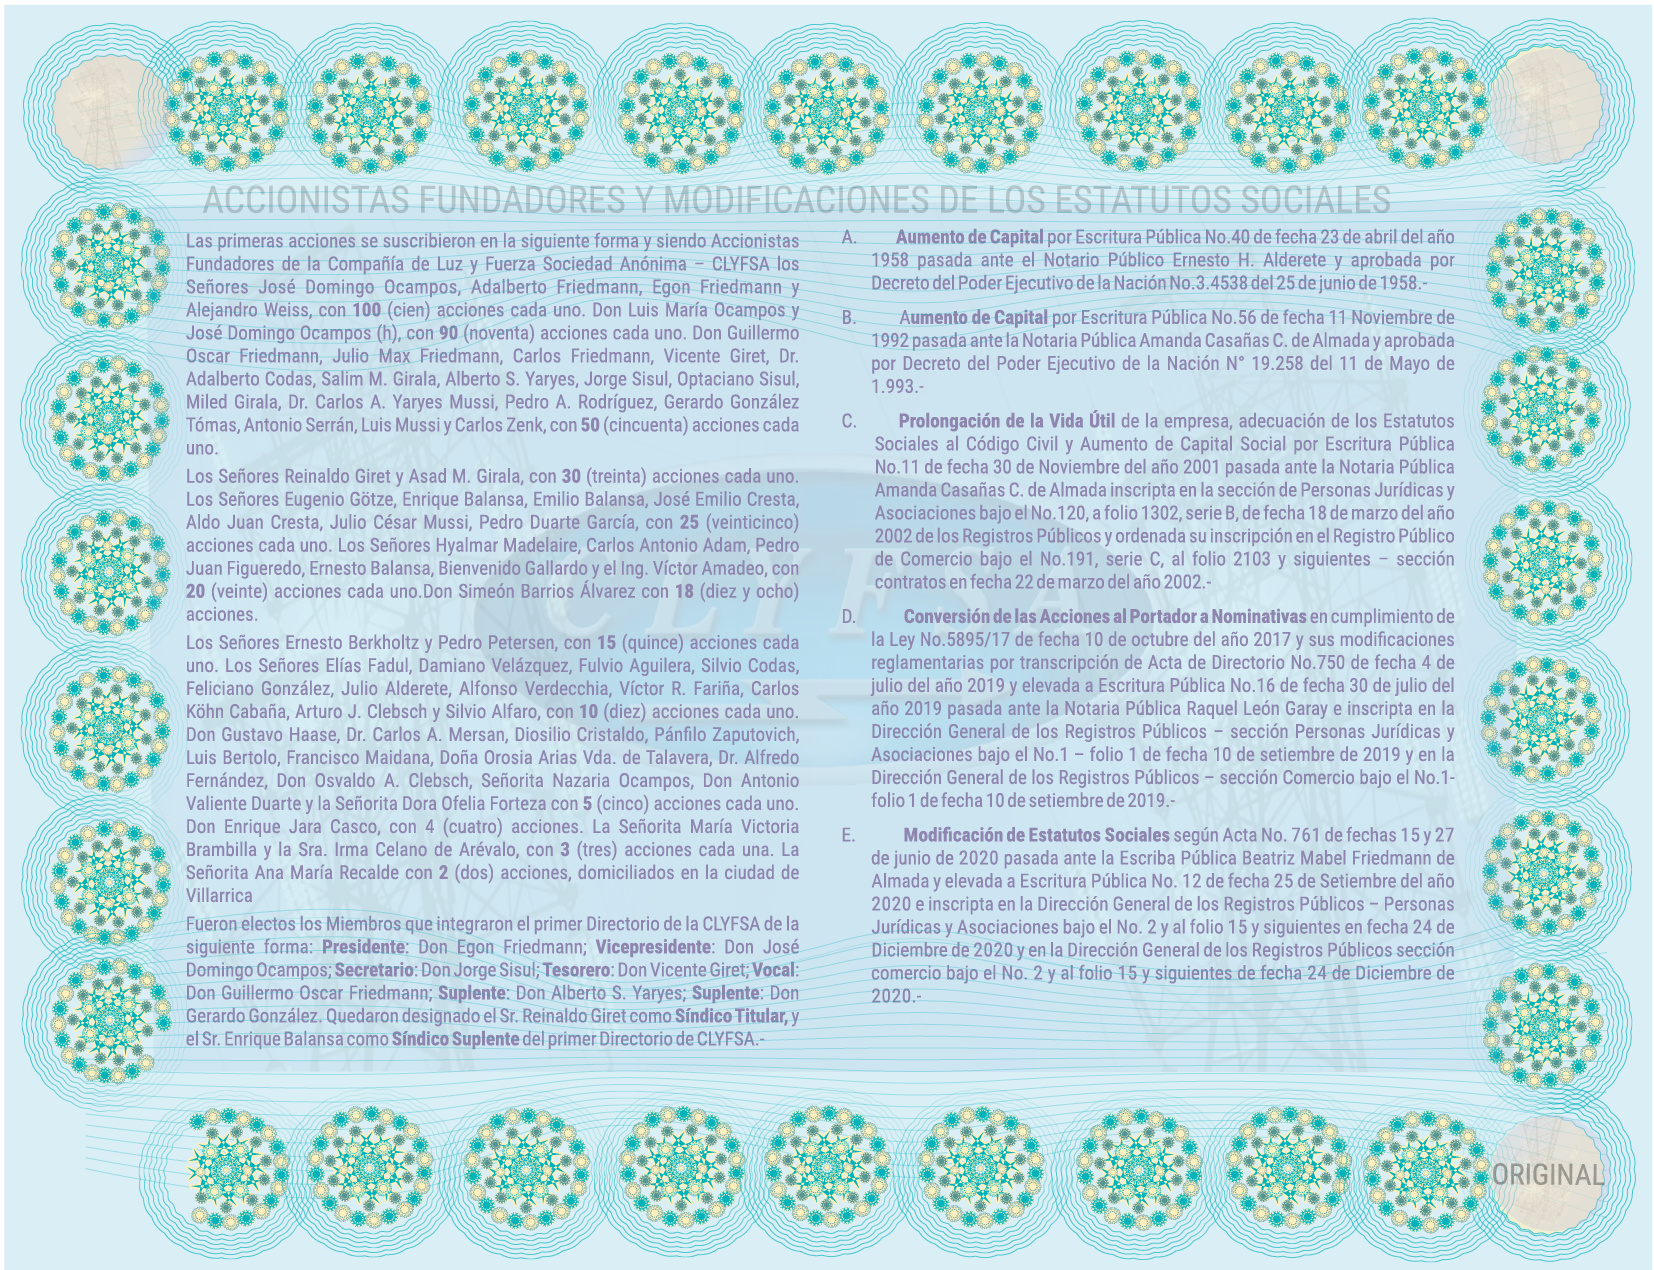 ACCIONISTAS FUNDADORES Y MODIFICACIONES DE LOS ESTATUTOS SOCIALES
Las primeras acciones se suscribieron en la siguiente forma y siendo Accionistas
Fundadores de la Compañía de Luz y Fuerza Sociedad Anónima – CLYFSA los
Señores José Domingo Ocampos, Adalberto Friedmann, Egon Friedmann y
Alejandro Weiss, con 100 (cien) acciones cada uno. Don Luis María Ocampos y
José Domingo Ocampos (h), con 90 (noventa) acciones cada uno. Don Guillermo
Oscar Friedmann, Julio Max Friedmann, Carlos Friedmann, Vicente Giret, Dr.
Adalberto Codas, Salim M. Girala, Alberto S. Yaryes, Jorge Sisul, Optaciano Sisul,
Miled Girala, Dr. Carlos A. Yaryes Mussi, Pedro A. Rodríguez, Gerardo González
Tómas, Antonio Serrán, Luis Mussi y Carlos Zenk, con 50 (cincuenta) acciones cada
uno.
Los Señores Reinaldo Giret y Asad M. Girala, con 30 (treinta) acciones cada uno.
Los Señores Eugenio Götze, Enrique Balansa, Emilio Balansa, José Emilio Cresta,
Aldo Juan Cresta, Julio César Mussi, Pedro Duarte García, con 25 (veinticinco)
acciones cada uno. Los Señores Hyalmar Madelaire, Carlos Antonio Adam, Pedro
Juan Figueredo, Ernesto Balansa, Bienvenido Gallardo y el Ing. Víctor Amadeo, con
20 (veinte) acciones cada uno.Don Simeón Barrios Álvarez con 18 (diez y ocho)
acciones.
Los Señores Ernesto Berkholtz y Pedro Petersen, con 15 (quince) acciones cada
uno. Los Señores Elías Fadul, Damiano Velázquez, Fulvio Aguilera, Silvio Codas,
Feliciano González, Julio Alderete, Alfonso Verdecchia, Víctor R. Fariña, Carlos
Köhn Cabaña, Arturo J. Clebsch y Silvio Alfaro, con 10 (diez) acciones cada uno.
Don Gustavo Haase, Dr. Carlos A. Mersan, Diosilio Cristaldo, Pánfilo Zaputovich,
Luis Bertolo, Francisco Maidana, Doña Orosia Arias Vda. de Talavera, Dr. Alfredo
Fernández, Don Osvaldo A. Clebsch, Señorita Nazaria Ocampos, Don Antonio
Valiente Duarte y la Señorita Dora Ofelia Forteza con 5 (cinco) acciones cada uno.
Don Enrique Jara Casco, con 4 (cuatro) acciones. La Señorita María Victoria
Brambilla y la Sra. Irma Celano de Arévalo, con 3 (tres) acciones cada una. La
Señorita Ana María Recalde con 2 (dos) acciones, domiciliados en la ciudad de
Villarrica
Fueron electos los Miembros que integraron el primer Directorio de la CLYFSA de la
siguiente forma: Presidente: Don Egon Friedmann; Vicepresidente: Don José
Domingo Ocampos; Secretario: Don Jorge Sisul; Tesorero: Don Vicente Giret; Vocal:
Don Guillermo Oscar Friedmann; Suplente: Don Alberto S. Yaryes; Suplente: Don
Gerardo González. Quedaron designado el Sr. Reinaldo Giret como Síndico Titular, y
el Sr. Enrique Balansa como Síndico Suplente del primer Directorio de CLYFSA.-
A. Aumento de Capital por Escritura Pública No.40 de fecha 23 de abril del año
1958 pasada ante el Notario Público Ernesto H. Alderete y aprobada por
Decreto del Poder Ejecutivo de la Nación No.3.4538 del 25 de junio de 1958.-
B. Aumento de Capital por Escritura Pública No.56 de fecha 11 Noviembre de
1992 pasada ante la Notaria Pública Amanda Casañas C. de Almada y aprobada
por Decreto del Poder Ejecutivo de la Nación N° 19.258 del 11 de Mayo de
1.993.-
C. Prolongación de la Vida Útil de la empresa, adecuación de los Estatutos
Sociales al Código Civil y Aumento de Capital Social por Escritura Pública
No.11 de fecha 30 de Noviembre del año 2001 pasada ante la Notaria Pública
Amanda Casañas C. de Almada inscripta en la sección de Personas Jurídicas y
Asociaciones bajo el No.120, a folio 1302, serie B, de fecha 18 de marzo del año
2002 de los Registros Públicos y ordenada su inscripción en el Registro Público
de Comercio bajo el No.191, serie C, al folio 2103 y siguientes – sección
contratos en fecha 22 de marzo del año 2002.-
D. Conversión de las Acciones al Portador a Nominativas en cumplimiento de
la Ley No.5895/17 de fecha 10 de octubre del año 2017 y sus modificaciones
reglamentarias por transcripción de Acta de Directorio No.750 de fecha 4 de
julio del año 2019 y elevada a Escritura Pública No.16 de fecha 30 de julio del
año 2019 pasada ante la Notaria Pública Raquel León Garay e inscripta en la
Dirección General de los Registros Públicos – sección Personas Jurídicas y
Asociaciones bajo el No.1 – folio 1 de fecha 10 de setiembre de 2019 y en la
Dirección General de los Registros Públicos – sección Comercio bajo el No.1-
folio 1 de fecha 10 de setiembre de 2019.-
E. Modificación de Estatutos Sociales según Acta No. 761 de fechas 15 y 27
de junio de 2020 pasada ante la Escriba Pública Beatriz Mabel Friedmann de
Almada y elevada a Escritura Pública No. 12 de fecha 25 de Setiembre del año
2020 e inscripta en la Dirección General de los Registros Públicos – Personas
Jurídicas y Asociaciones bajo el No. 2 y al folio 15 y siguientes en fecha 24 de
Diciembre de 2020 y en la Dirección General de los Registros Públicos sección
comercio bajo el No. 2 y al folio 15 y siguientes de fecha 24 de Diciembre de
2020.-
CLYFSA
ORIGINAL